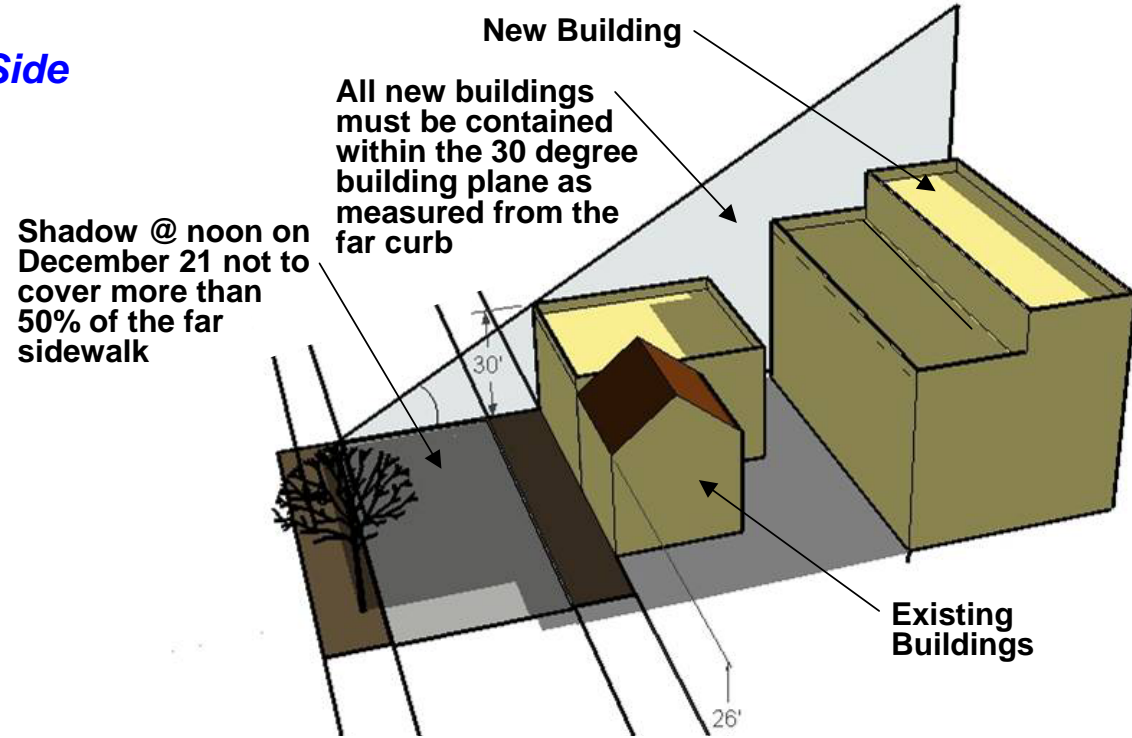 Side
New Building
All new buildings
must be contained
within the 30 degree
building plane as
measured from the
far curb
Shadow @ noon on
December 21 not to
cover more than
50% of the far
sidewalk
30'
Existing
Buildings
26'